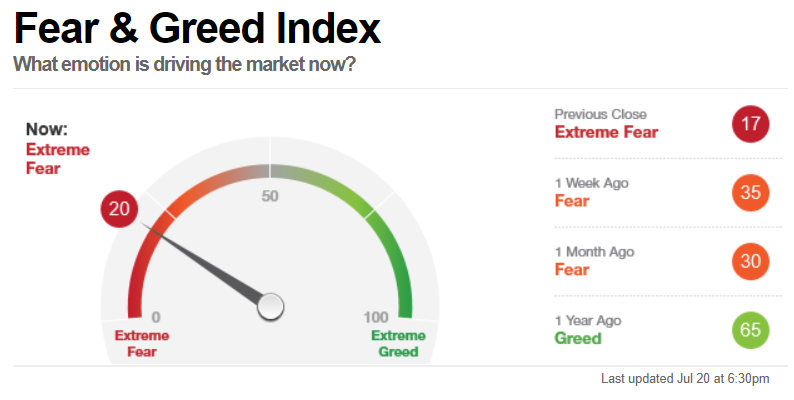 Fear & Greed Index
What emotion is driving the market now?
Now:
Extreme
Fear
20
50
0
100
Extreme
Fear
Extreme
Greed
Previous Close
Extreme Fear
17
1 Week Ago
Fear
35
1 Month Ago
Fear
30
1 Year Ago
Greed
65
Last updated Jul 20 at 6:30pm